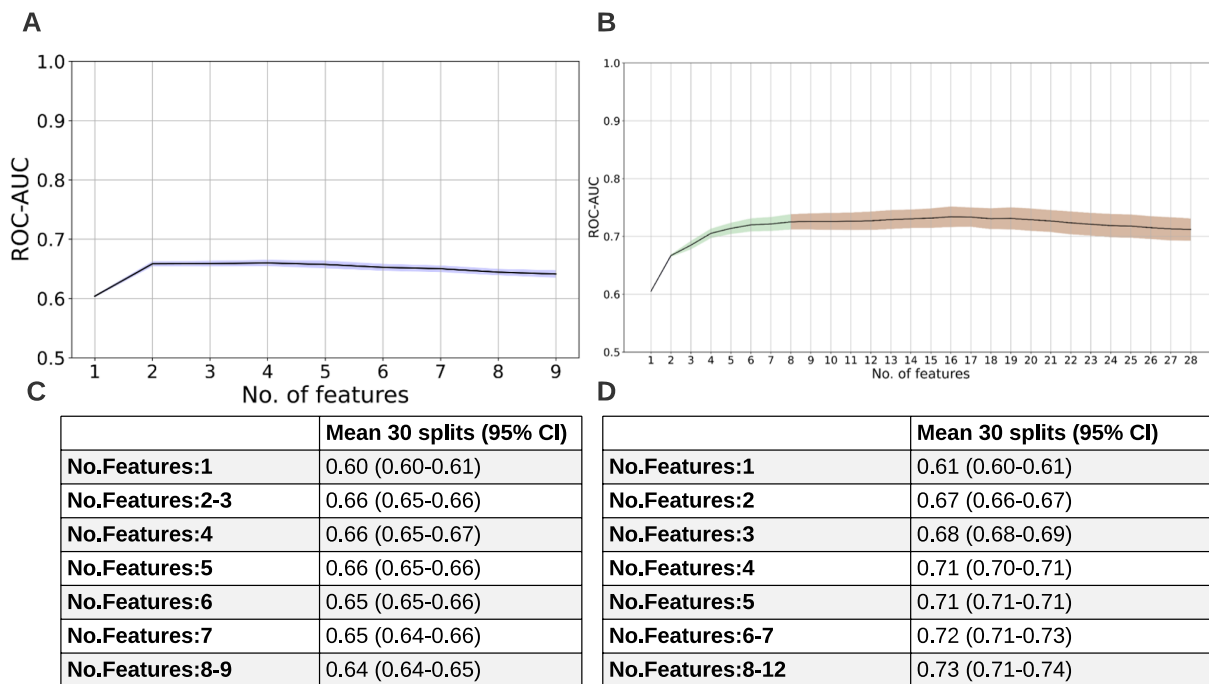 A
1.0
0.9
0.8
0.7
0.6
0.5
ROC-AUC
1 2 3 4 5 6 7 8 9
No. of features
B
1.0
0.9
0.8
0.7
0.6
0.5
ROC-AUC
1 2 3 4 5 6 7 8 9 10 11 12 13 14 15 16 17 18 19 20 21 22 23 24 25 26 27 28
No. of features
C
Mean 30 splits (95% CI)
No.Features:1 0.60 (0.60-0.61)
No.Features:2-3 0.66 (0.65-0.66)
No.Features:4 0.66 (0.65-0.67)
No.Features:5 0.66 (0.65-0.66)
No.Features:6 0.65 (0.65-0.66)
No.Features:7 0.65 (0.64-0.66)
No.Features:8-9 0.64 (0.64-0.65)
D
Mean 30 splits (95% CI)
No.Features:1 0.61 (0.60-0.61)
No.Features:2 0.67 (0.66-0.67)
No.Features:3 0.68 (0.68-0.69)
No.Features:4 0.71 (0.70-0.71)
No.Features:5 0.71 (0.71-0.71)
No.Features:6-7 0.72 (0.71-0.73)
No.Features:8-12 0.73 (0.71-0.74)